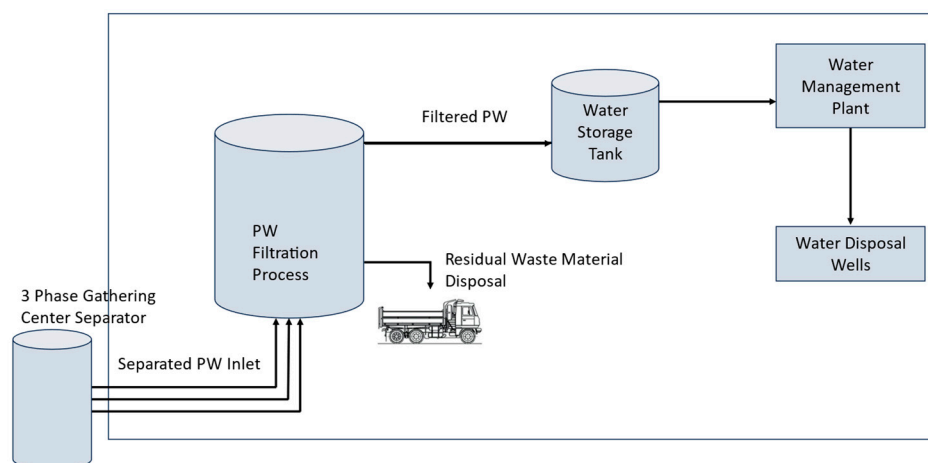 Water
Management
Plant
Filtered PW
Water
Storage
Tank
PW
Filtration
Process
Water Disposal
Wells
Residual Waste Material
Disposal
3 Phase Gathering
Center Separator
Separated PW Inlet